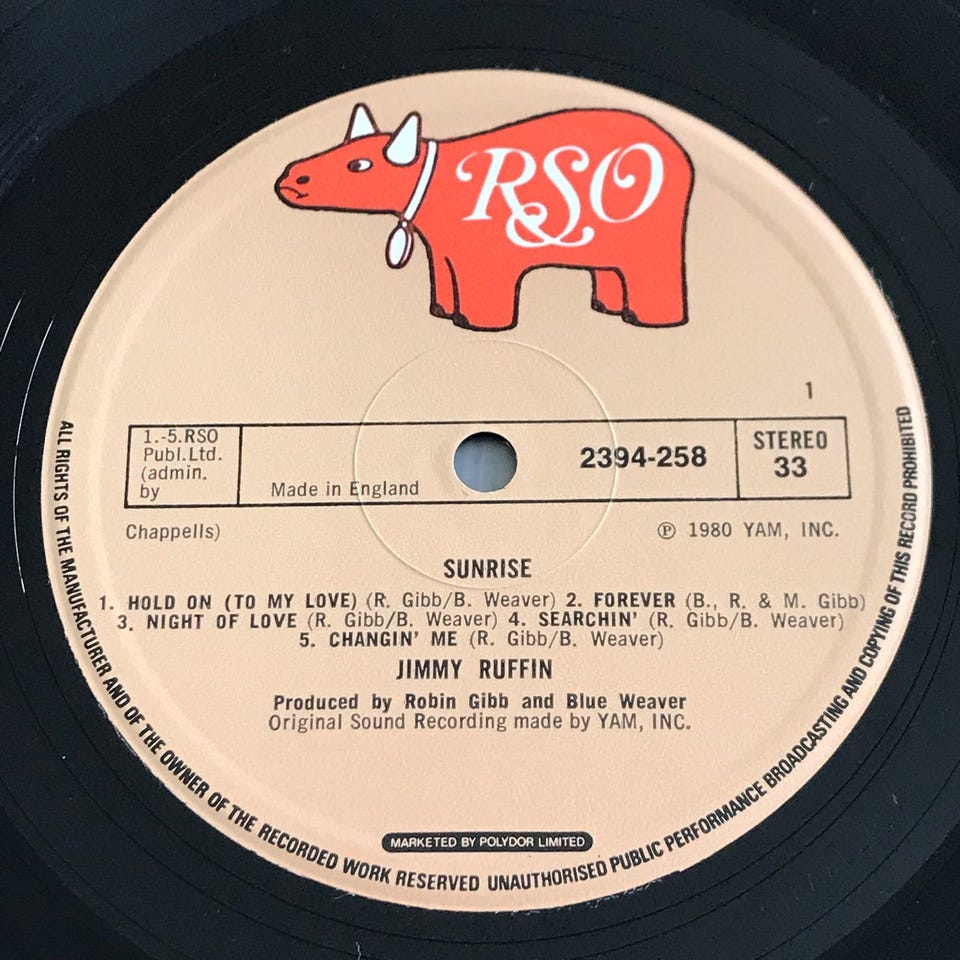 RSO
1
1.-5.RSO
Publ.Ltd.
(admin.
by
Chappells)
Made in England
2394-258
STEREO
33
℗ 1980 YAM, INC.
SUNRISE
1. HOLD ON (TO MY LOVE) (R. Gibb/B. Weaver) 2. FOREVER (B., R. & M. Gibb)
3. NIGHT OF LOVE (R. Gibb/B. Weaver) 4. SEARCHIN' (R. Gibb/B. Weaver)
5. CHANGIN' ME (R. Gibb/B. Weaver)
JIMMY RUFFIN
Produced by Robin Gibb and Blue Weaver
Original Sound Recording made by YAM, INC.
MARKETED BY POLYDOR LIMITED
ALL RIGHTS OF THE MANUFACTURER AND OF THE OWNER OF THE RECORDED WORK RESERVED UNAUTHORISED PUBLIC PERFORMANCE BROADCASTING AND COPYING OF THIS RECORD PROHIBITED